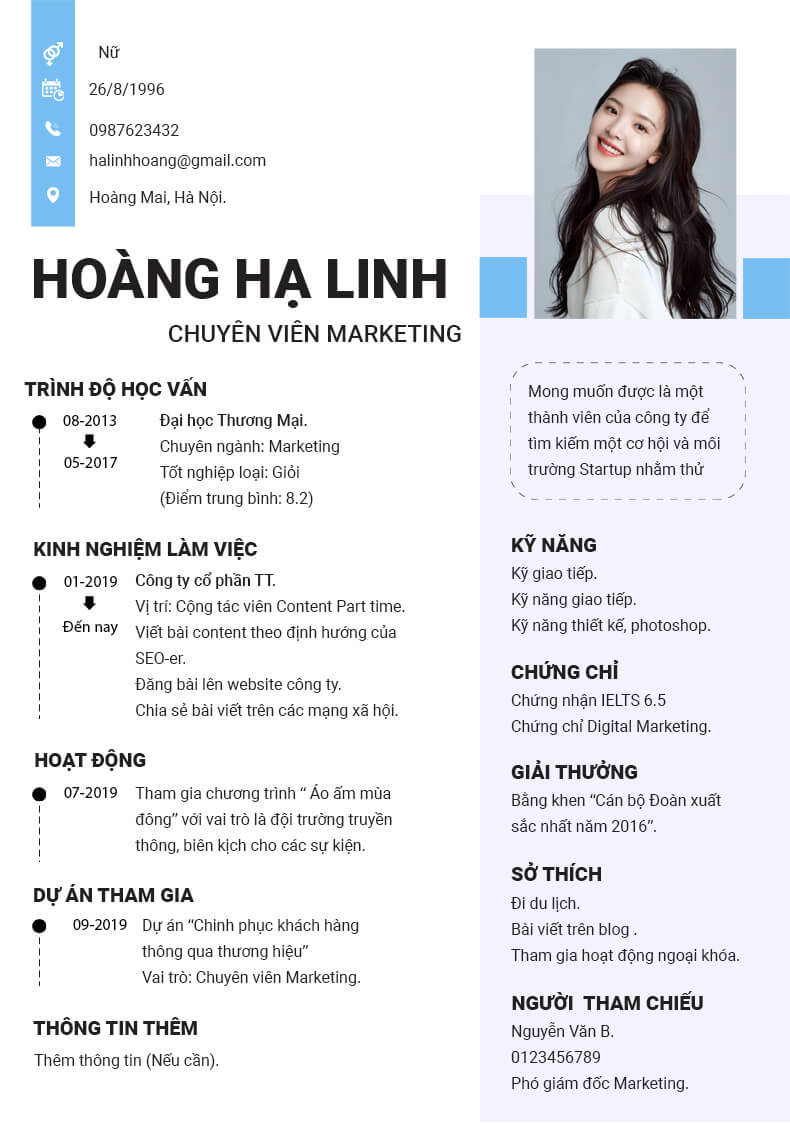 Nữ
26/8/1996
0987623432
halinhhoang@gmail.com
Hoàng Mai, Hà Nội.
HOÀNG HẠ LINH
CHUYÊN VIÊN MARKETING
TRÌNH ĐỘ HỌC VẤN
08-2013
05-2017
Đại học Thương Mại.
Chuyên ngành: Marketing
Tốt nghiệp loại: Giỏi
(Điểm trung bình: 8.2)
KINH NGHIỆM LÀM VIỆC
01-2019
Đến nay
Công ty cổ phần TT.
Vị trí: Cộng tác viên Content Part time.
Viết bài content theo định hướng của
SEO-er.
Đăng bài lên website công ty.
Chia sẻ bài viết trên các mạng xã hội.
HOẠT ĐỘNG
07-2019
Tham gia chương trình “ Áo ấm mùa
đông” với vai trò là đội trường truyền
thông, biên kịch cho các sự kiện.
DỰ ÁN THAM GIA
09-2019
Dự án “Chinh phục khách hàng
thông qua thương hiệu”
Vai trò: Chuyên viên Marketing.
THÔNG TIN THÊM
Thêm thông tin (Nếu cần).
Mong muốn được là một
thành viên của công ty để
tìm kiếm một cơ hội và môi
trường Startup nhằm thử
KỸ NĂNG
Kỹ giao tiếp.
Kỹ năng giao tiếp.
Kỹ năng thiết kế, photoshop.
CHỨNG CHỈ
Chứng nhận IELTS 6.5
Chứng chỉ Digital Marketing.
GIẢI THƯỞNG
Bằng khen “Cán bộ Đoàn xuất
sắc nhất năm 2016”.
SỞ THÍCH
Đi du lịch.
Bài viết trên blog .
Tham gia hoạt động ngoại khóa.
NGƯỜI  THAM CHIẾU
Nguyễn Văn B.
0123456789
Phó giám đốc Marketing.